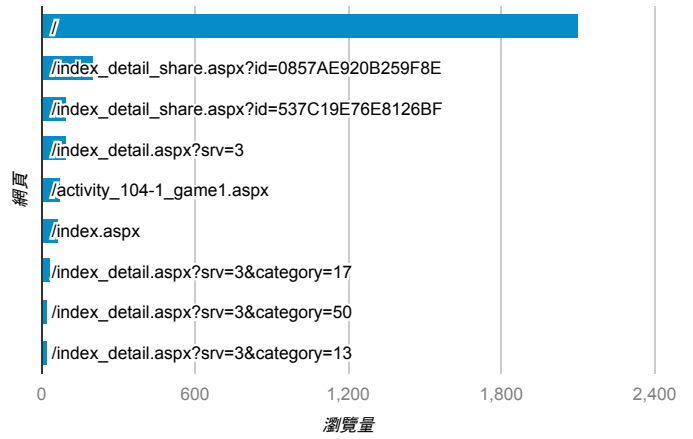 /
/index_detail_share.aspx?id=0857AE920B259F8E
/index_detail_share.aspx?id=537C19E76E8126BF
/index_detail.aspx?srv=3
/activity_104-1_game1.aspx
/index.aspx
/index_detail.aspx?srv=3&category=17
/index_detail.aspx?srv=3&category=50
/index_detail.aspx?srv=3&category=13
網頁
0 600 1,200 1,800 2,400
瀏覽量